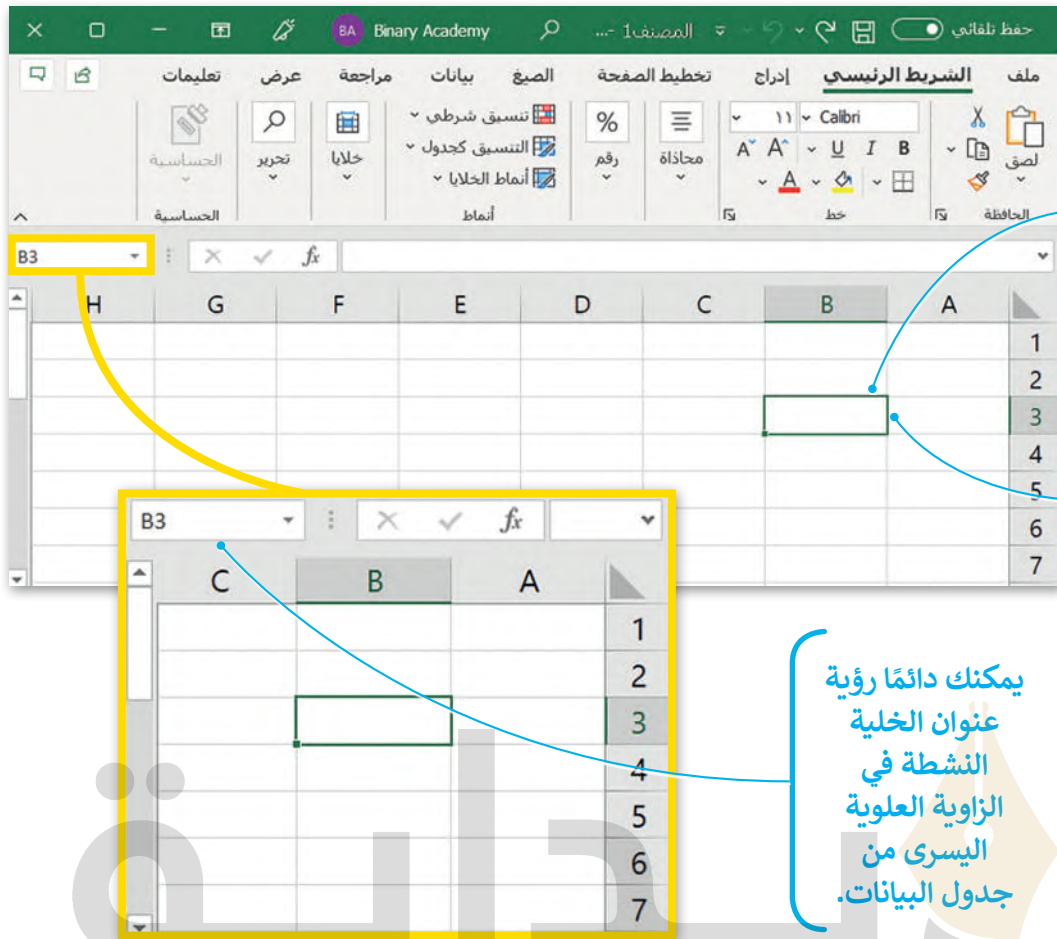 حفظ تلقائي المصنف1 -... Binary Academy BA
ملف الشريط الرئيسي إدراج تخطيط الصفحة الصيغ بيانات مراجعة عرض تعليمات
لصق
Calibri ١١
B I U A^ A˅
A
محاذاة
%
رقم
تنسيق شرطي
التنسيق كجدول
أنماط الخلايا
خلايا
تحرير
الحساسية
الحافظة خط أنماط الحساسية
B3 fx
A B C D E F G H
1
2
3
4
5
6
7
B3 fx
A B C
1
2
3
4
5
6
7
يمكنك دائمًا رؤية
عنوان الخلية
النشطة في
الزاوية العلوية
اليسرى من
جدول البيانات.